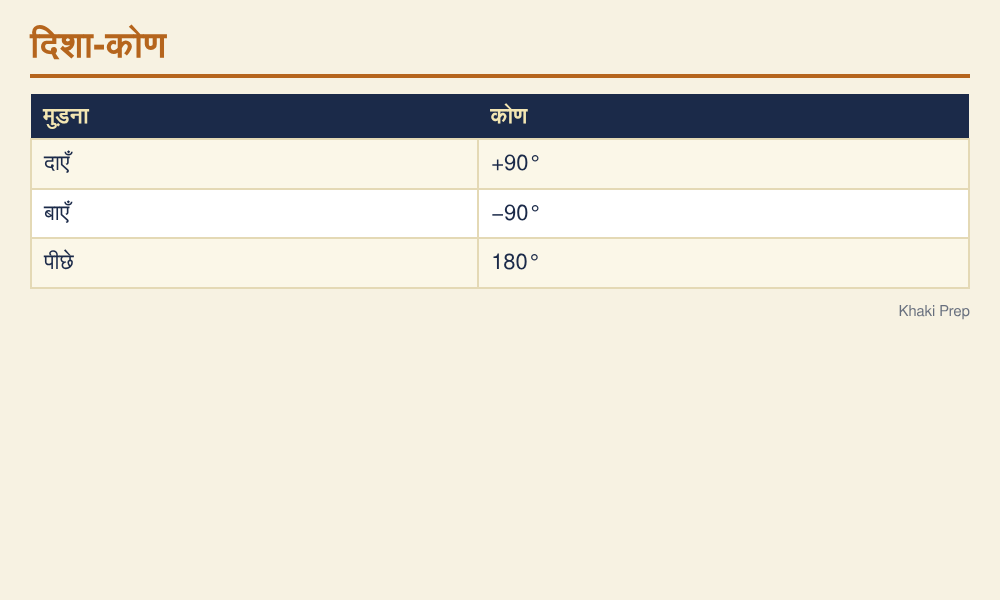 दिशा-कोण
मुड़ना कोण
दाएँ +90°
बाएँ −90°
पीछे 180°
Khaki Prep